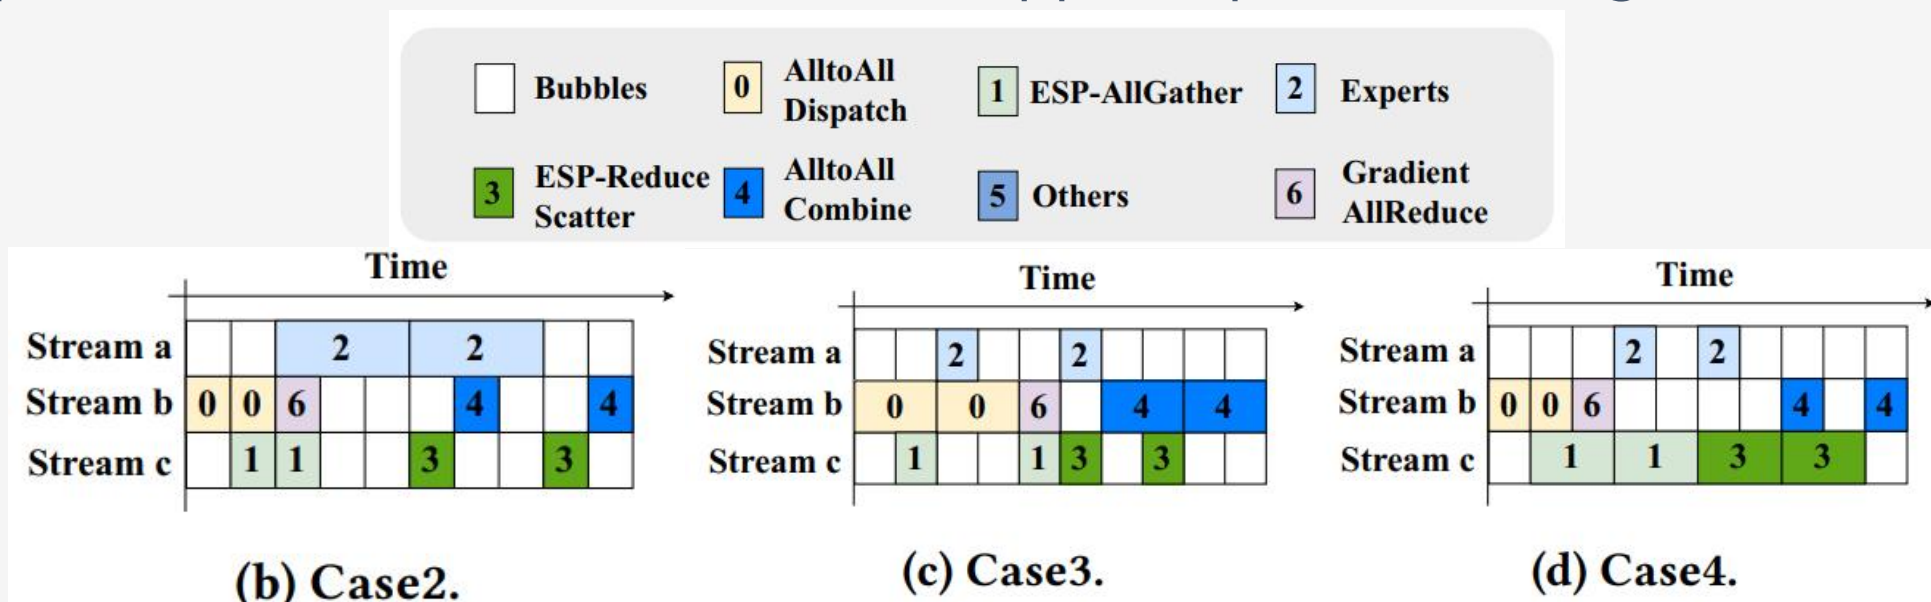 Bubbles
0 AlltoAll Dispatch
1 ESP-AllGather
2 Experts
3 ESP-Reduce Scatter
4 AlltoAll Combine
5 Others
6 Gradient AllReduce
Time
Stream a 2 2
Stream b 0 0 6 4 4
Stream c 1 1 3 3
(b) Case2.
Time
Stream a 2 2
Stream b 0 0 6 4 4
Stream c 1 1 3 3
(c) Case3.
Time
Stream a 2 2
Stream b 0 0 6 4 4
Stream c 1 1 3 3
(d) Case4.